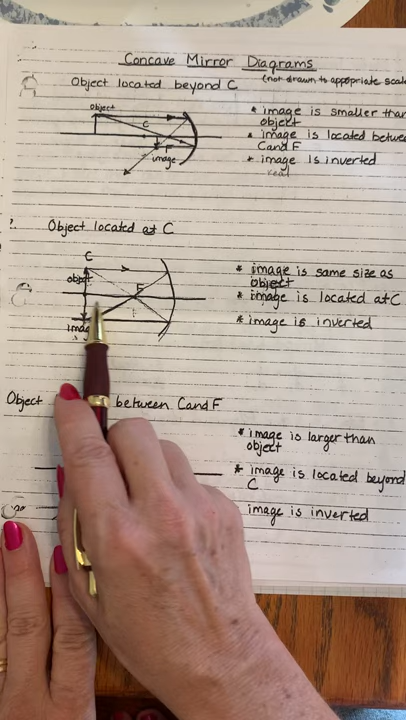 Concave Mirror Diagrams
(not drawn to appropriate scale
Object located beyond C
object
C
F
image
* image is smaller than
object
* image is located between
C and F
* image is inverted
real
2.
Object located at C
C
object
F
image
* image is same size as
object
* image is located at C
* image is inverted
Object
between C and F
* image is larger than
object
* image is located beyond
C
image is inverted